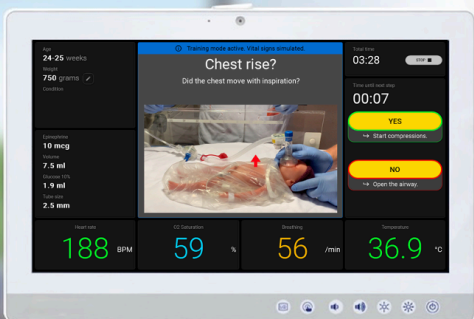 Age
24-25 weeks
Weight
750 grams
Condition
Epinephrine
10 mcg
Volume
7.5 ml
Glucose 10%
1.9 ml
Tube size
2.5 mm
Training mode active. Vital signs simulated.
Chest rise?
Did the chest move with inspiration?
Total time
03:28
STOP
Time until next step
00:07
YES
Start compressions.
NO
Open the airway.
Heart rate
188 BPM
Saturation
59 %
Breathing
56 /min
Temperature
36.9 °C